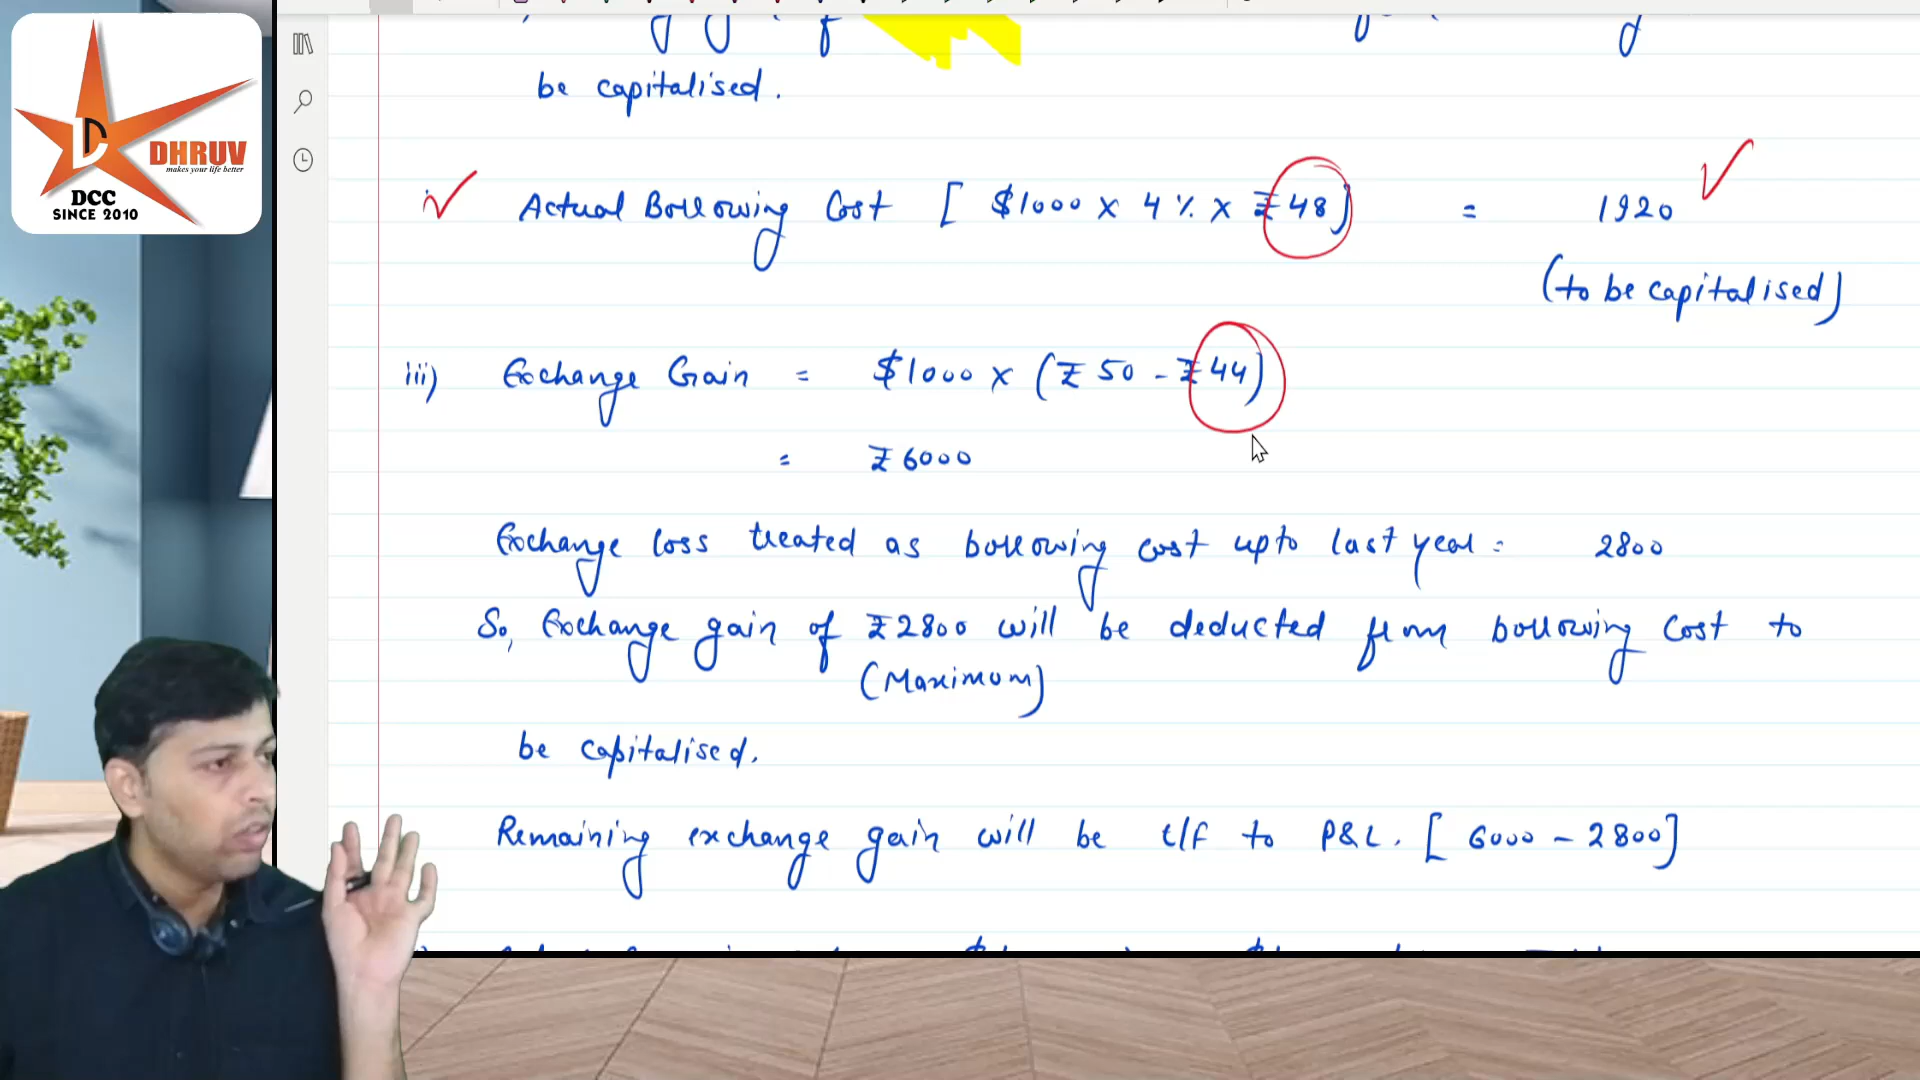 DC
DHRUV
makes your life better
DCC
SINCE 2010
be capitalised.
Actual Borrowing Cost [ $1000 x 4% x ₹48] = 1920
(to be capitalised)
iii) Exchange Gain = $1000 x (₹50 - ₹44)
= ₹6000
Exchange loss treated as borrowing cost upto last year = 2800
So, Exchange gain of ₹2800 will be deducted from borrowing cost to
(Maximum)
be capitalised.
Remaining exchange gain will be t/f to P&L. [6000 - 2800]